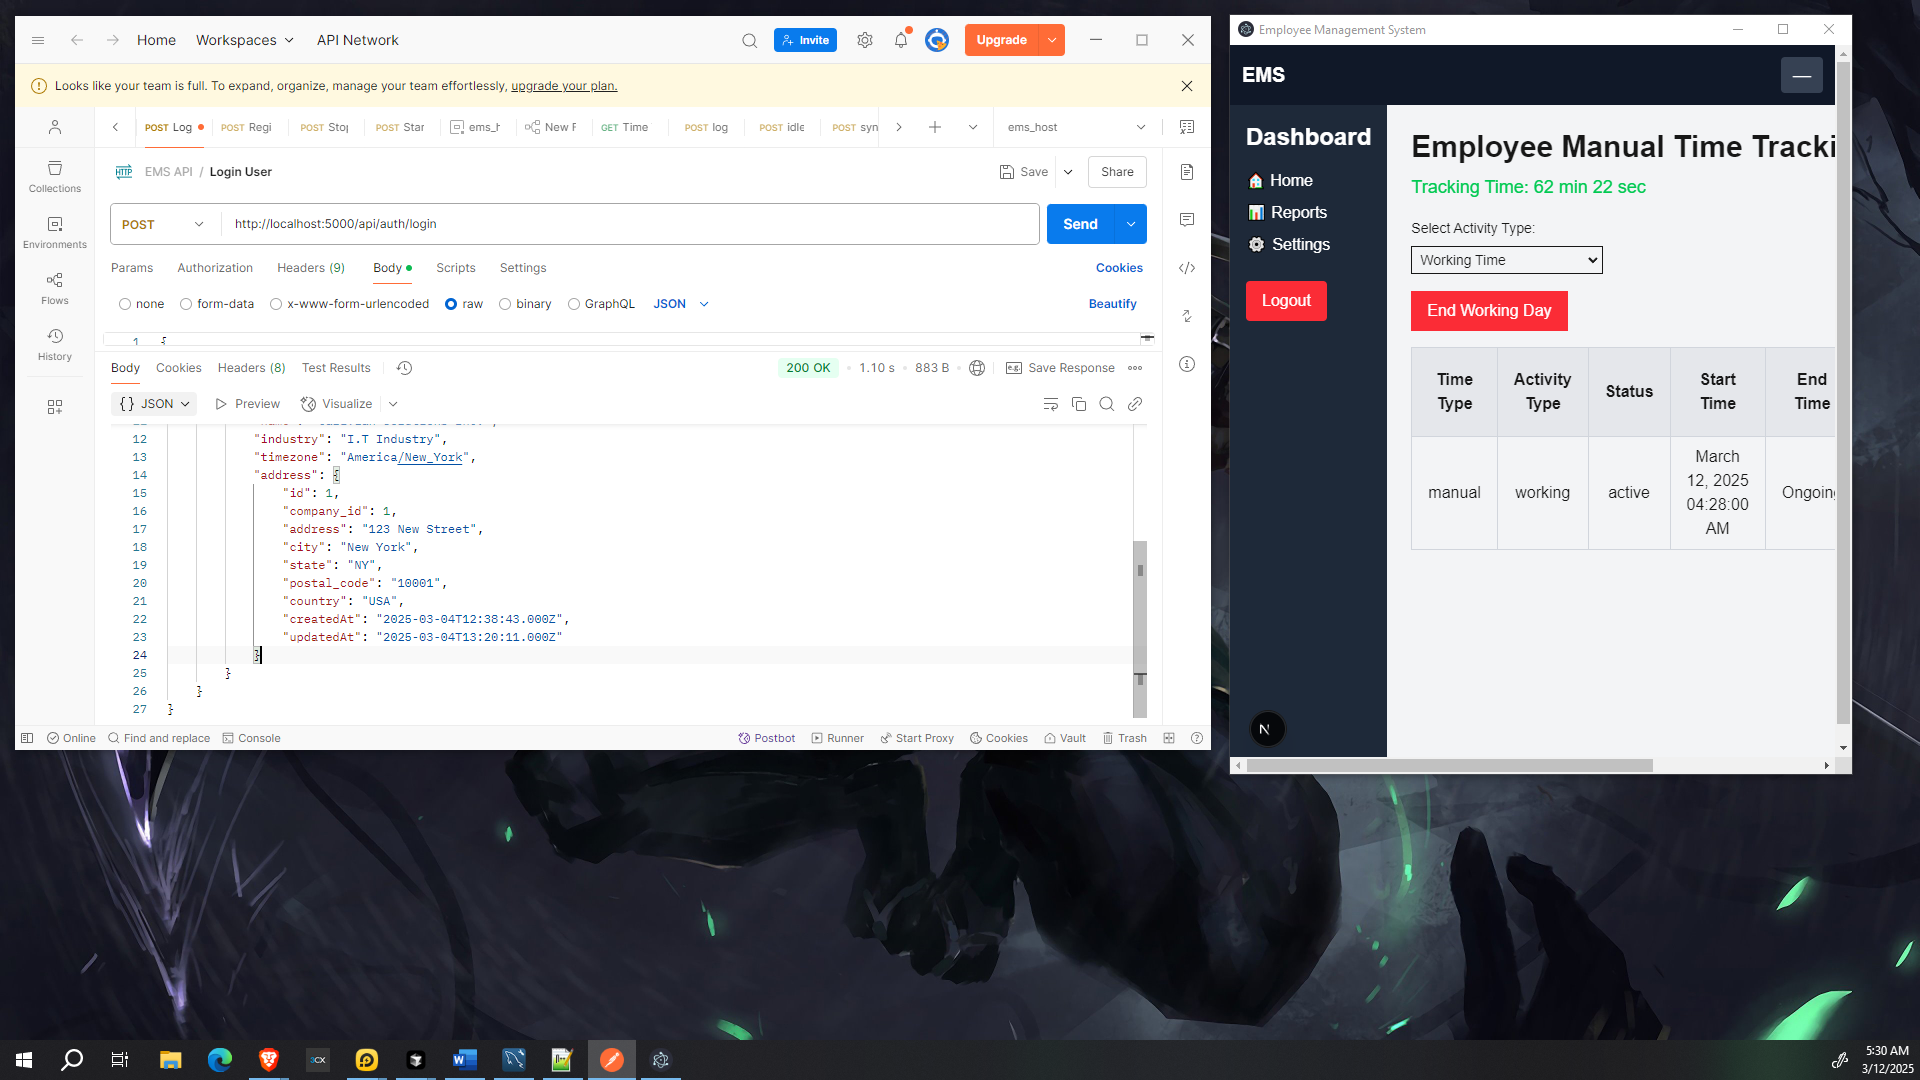 Home
Workspaces
API Network
Invite
Upgrade
Looks like your team is full. To expand, organize, manage your team effortlessly, upgrade your plan.
POST Log
POST Regi
POST Stop
POST Star
ems_h
New F
GET Time
POST log
POST idle
POST syn
ems_host
Collections
Environments
Flows
History
HTTP
EMS API / Login User
Save
Share
POST
http://localhost:5000/api/auth/login
Send
Params
Authorization
Headers (9)
Body
Scripts
Settings
Cookies
none
form-data
x-www-form-urlencoded
raw
binary
GraphQL
JSON
Beautify
1 {
Body
Cookies
Headers (8)
Test Results
200 OK
1.10 s
883 B
e.g. Save Response
{} JSON
Preview
Visualize
12 "industry": "I.T Industry",
13 "timezone": "America/New_York",
14 "address": {
15 "id": 1,
16 "company_id": 1,
17 "address": "123 New Street",
18 "city": "New York",
19 "state": "NY",
20 "postal_code": "10001",
21 "country": "USA",
22 "createdAt": "2025-03-04T12:38:43.000Z",
23 "updatedAt": "2025-03-04T13:20:11.000Z"
24 }
25 }
26 }
27 }
Online
Find and replace
Console
Postbot
Runner
Start Proxy
Cookies
Vault
Trash
Employee Management System
EMS
Dashboard
Home
Reports
Settings
Logout
N
Employee Manual Time Tracki
Tracking Time: 62 min 22 sec
Select Activity Type:
Working Time
End Working Day
Time Type
Activity Type
Status
Start Time
End Time
manual
working
active
March 12, 2025 04:28:00 AM
Ongoing
5:30 AM
3/12/2025